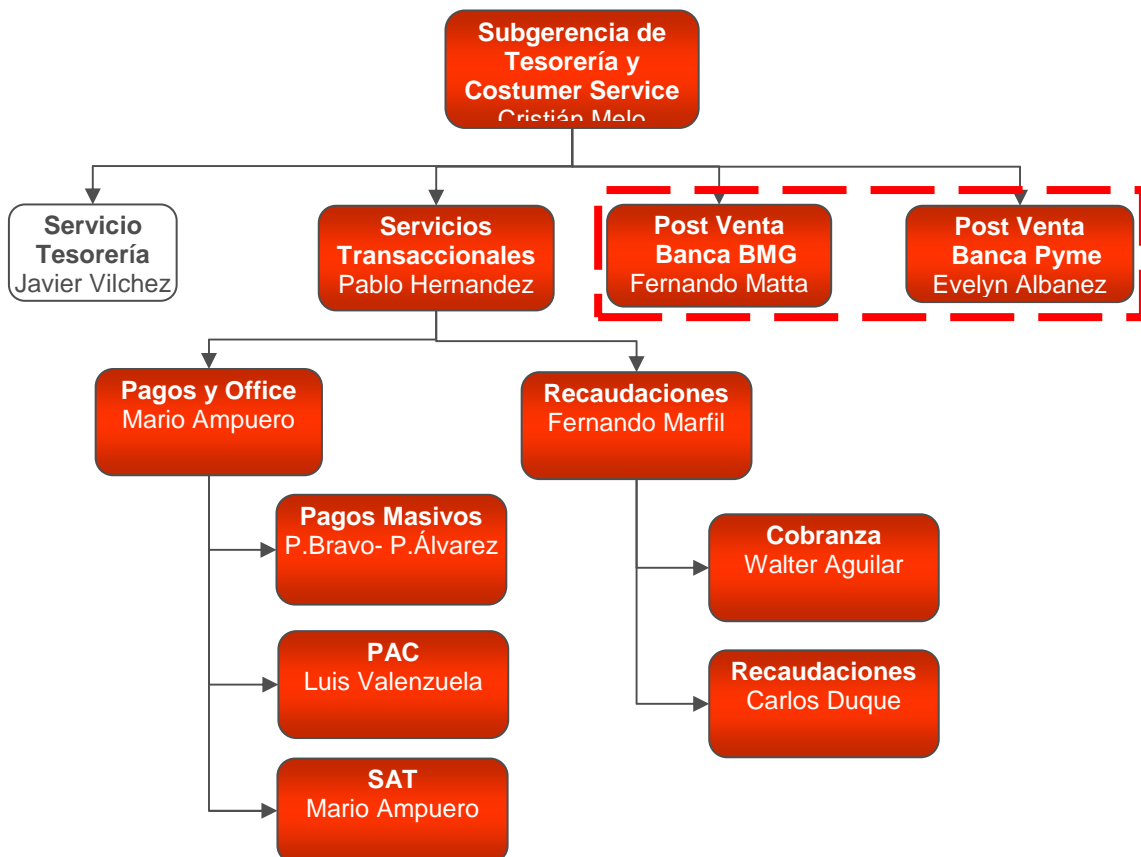 Subgerencia de
Tesorería y
Costumer Service
Cristián Melo
Servicio
Tesorería
Javier Vilchez
Servicios
Transaccionales
Pablo Hernandez
Post Venta
Banca BMG
Fernando Matta
Post Venta
Banca Pyme
Evelyn Albanez
Pagos y Office
Mario Ampuero
Recaudaciones
Fernando Marfil
Pagos Masivos
P.Bravo- P.Álvarez
Cobranza
Walter Aguilar
PAC
Luis Valenzuela
Recaudaciones
Carlos Duque
SAT
Mario Ampuero